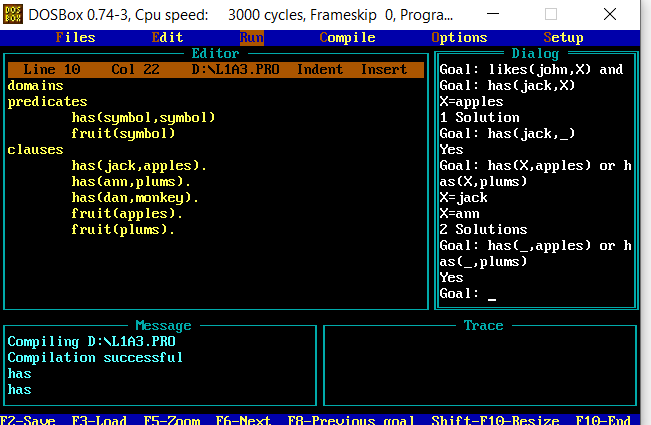 DOS BOX DOSBox 0.74-3, Cpu speed: 3000 cycles, Frameskip 0, Progra...
Files Edit Run Compile Options Setup
Editor
Line 10 Col 22 D:\L1A3.PRO Indent Insert
domains
predicates
has(symbol,symbol)
fruit(symbol)
clauses
has(jack,apples).
has(ann,plums).
has(dan,monkey).
fruit(apples).
fruit(plums).
Dialog
Goal: likes(john,X) and
Goal: has(jack,X)
X=apples
1 Solution
Goal: has(jack,_)
Yes
Goal: has(X,apples) or h
as(X,plums)
X=jack
X=ann
2 Solutions
Goal: has(_,apples) or h
as(_,plums)
Yes
Goal: _
Message
Compiling D:\L1A3.PRO
Compilation successful
has
has
Trace
F2-Save F3-Load F5-Zoom F6-Next F8-Previous goal Shift-F10-Resize F10-End